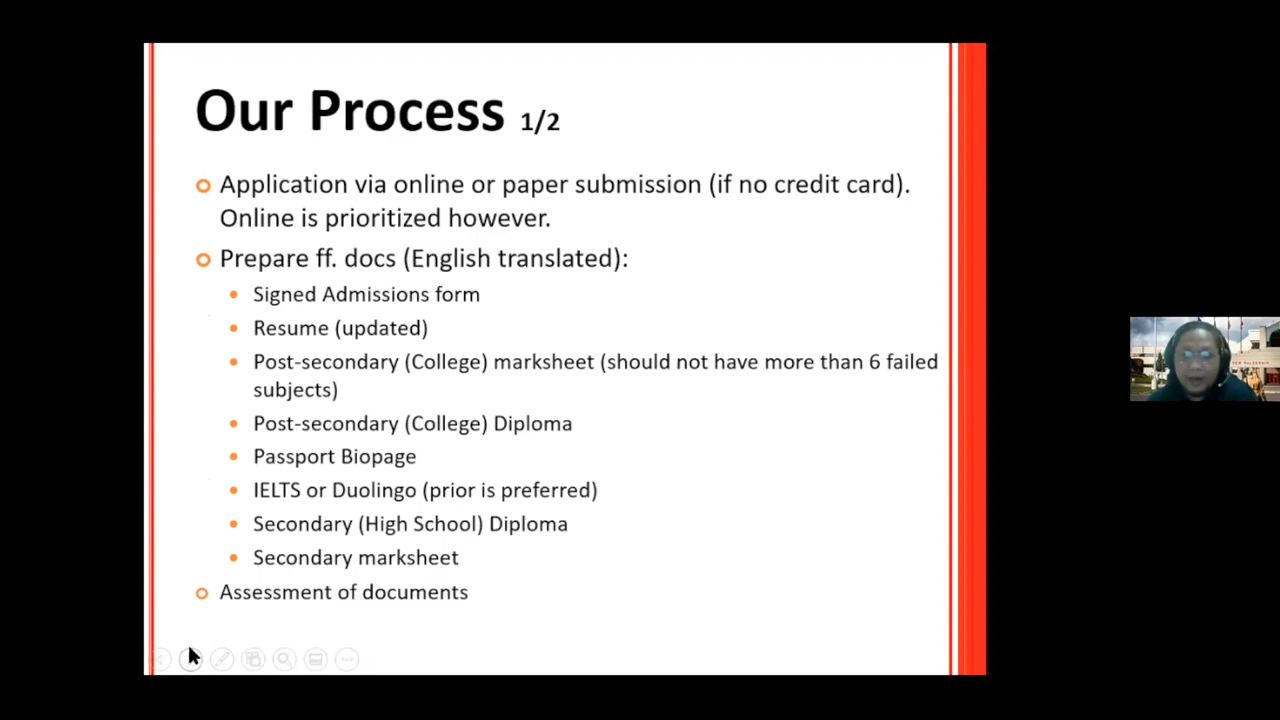 Our Process 1/2
Application via online or paper submission (if no credit card).
Online is prioritized however.
Prepare ff. docs (English translated):
Signed Admissions form
Resume (updated)
Post-secondary (College) marksheet (should not have more than 6 failed
subjects)
Post-secondary (College) Diploma
Passport Biopage
IELTS or Duolingo (prior is preferred)
Secondary (High School) Diploma
Secondary marksheet
Assessment of documents